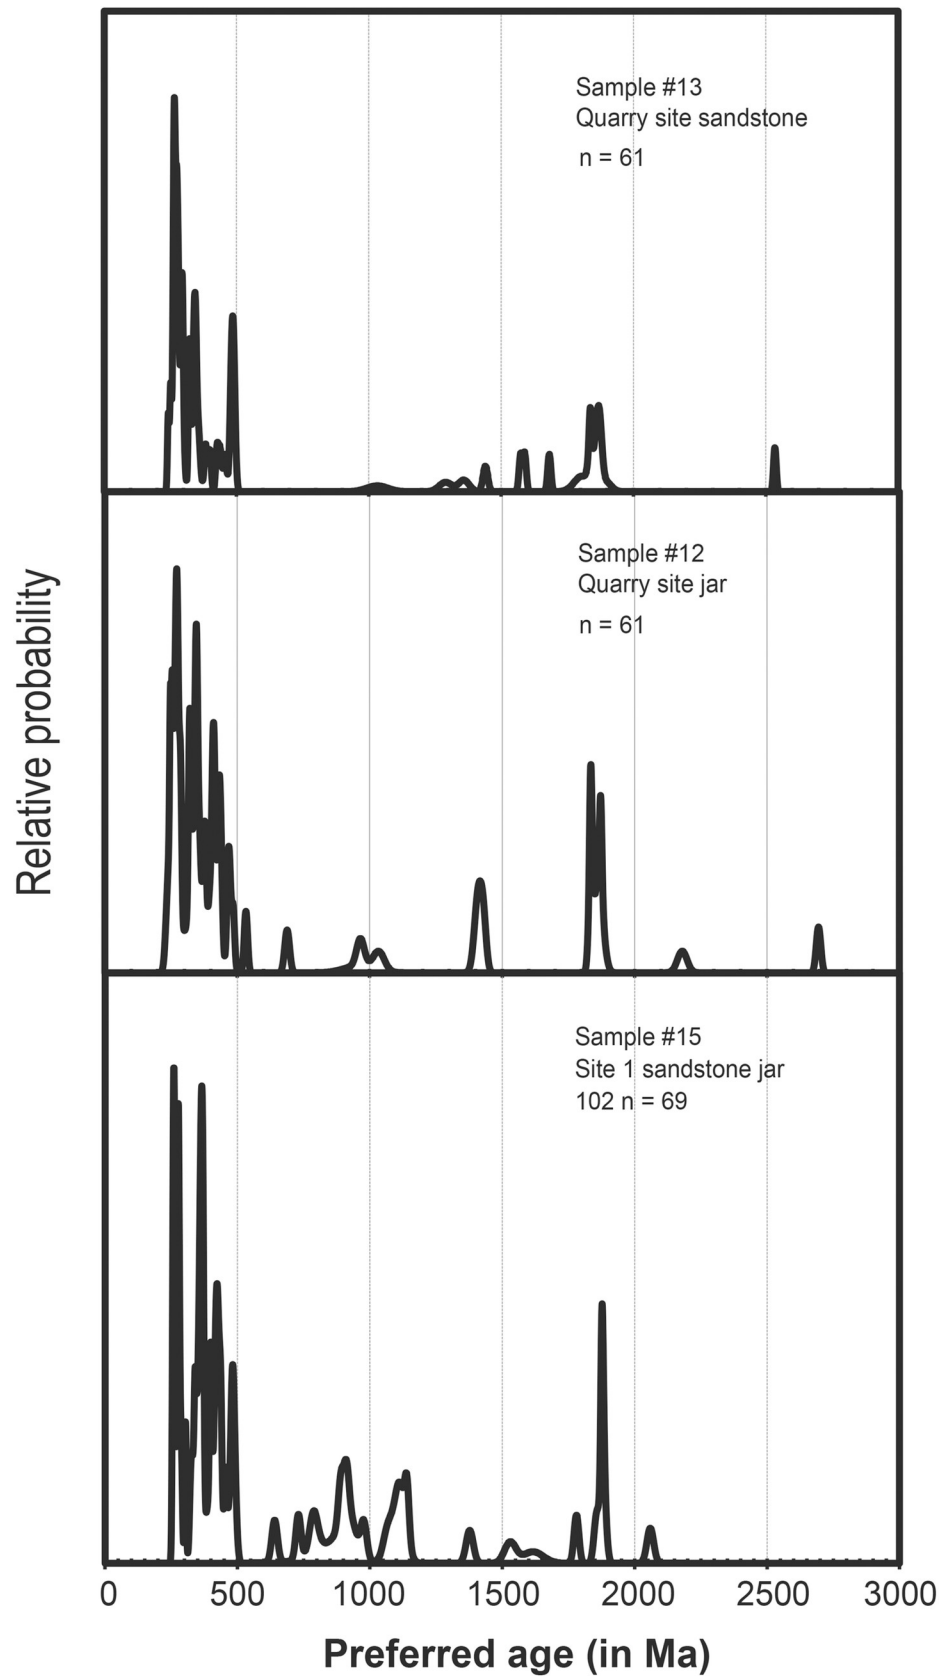 Sample #13
Quarry site sandstone
n = 61
Sample #12
Quarry site jar
n = 61
Relative probability
Sample #15
Site 1 sandstone jar
102 n = 69
0 500 1000 1500 2000 2500 3000
Preferred age (in Ma)